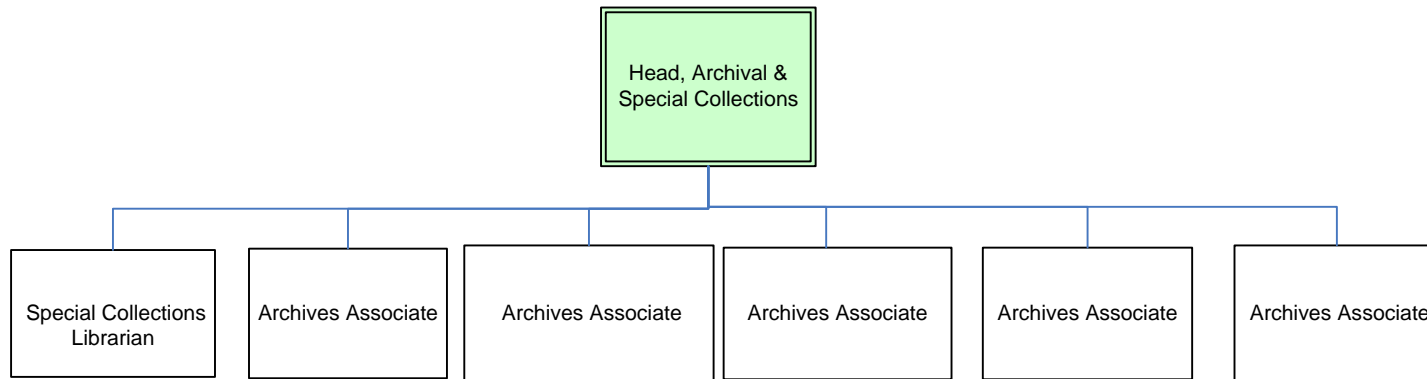 Head, Archival &
Special Collections
Special Collections
Librarian
Archives Associate
Archives Associate
Archives Associate
Archives Associate
Archives Associate